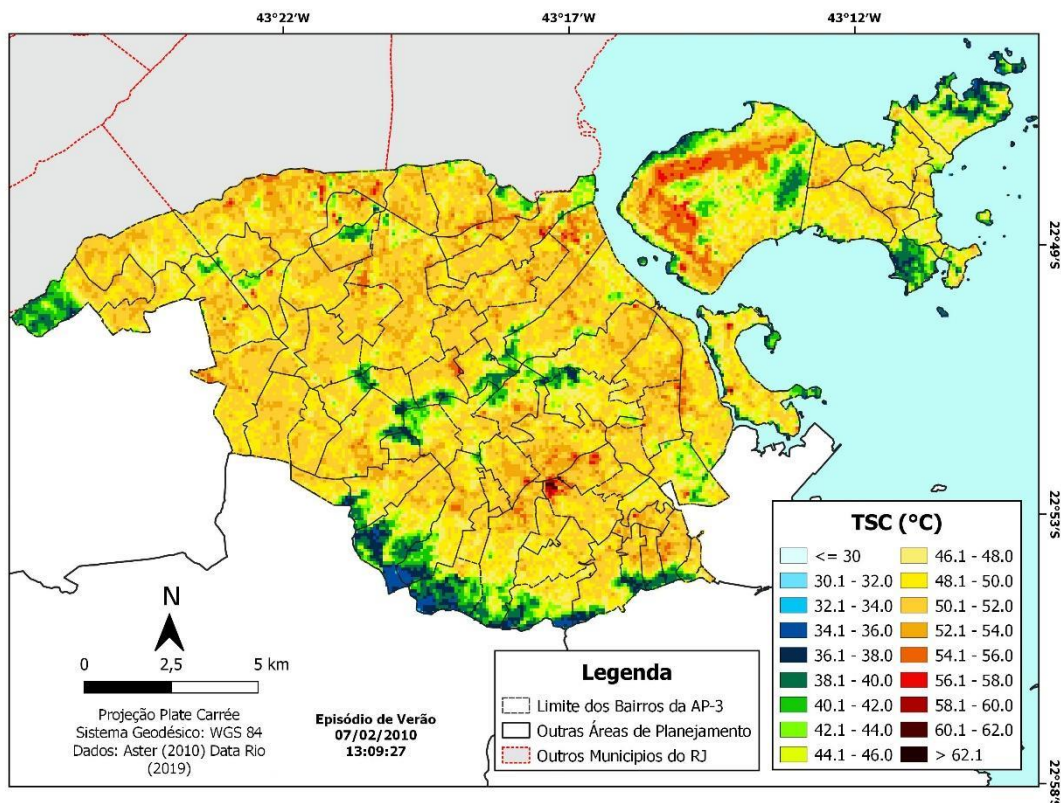 43°22'W 43°17'W 43°12'W
22°49'S
22°53'S
22°58'S
N
0 2,5 5 km
Projeção Plate Carrée
Sistema Geodésico: WGS 84
Dados: Aster (2010) Data Rio
(2019)
Episódio de Verão
07/02/2010
13:09:27
Legenda
Limite dos Bairros da AP-3
Outras Áreas de Planejamento
Outros Municipios do RJ
TSC (°C)
<= 30
30.1 - 32.0
32.1 - 34.0
34.1 - 36.0
36.1 - 38.0
38.1 - 40.0
40.1 - 42.0
42.1 - 44.0
44.1 - 46.0
46.1 - 48.0
48.1 - 50.0
50.1 - 52.0
52.1 - 54.0
54.1 - 56.0
56.1 - 58.0
58.1 - 60.0
60.1 - 62.0
> 62.1